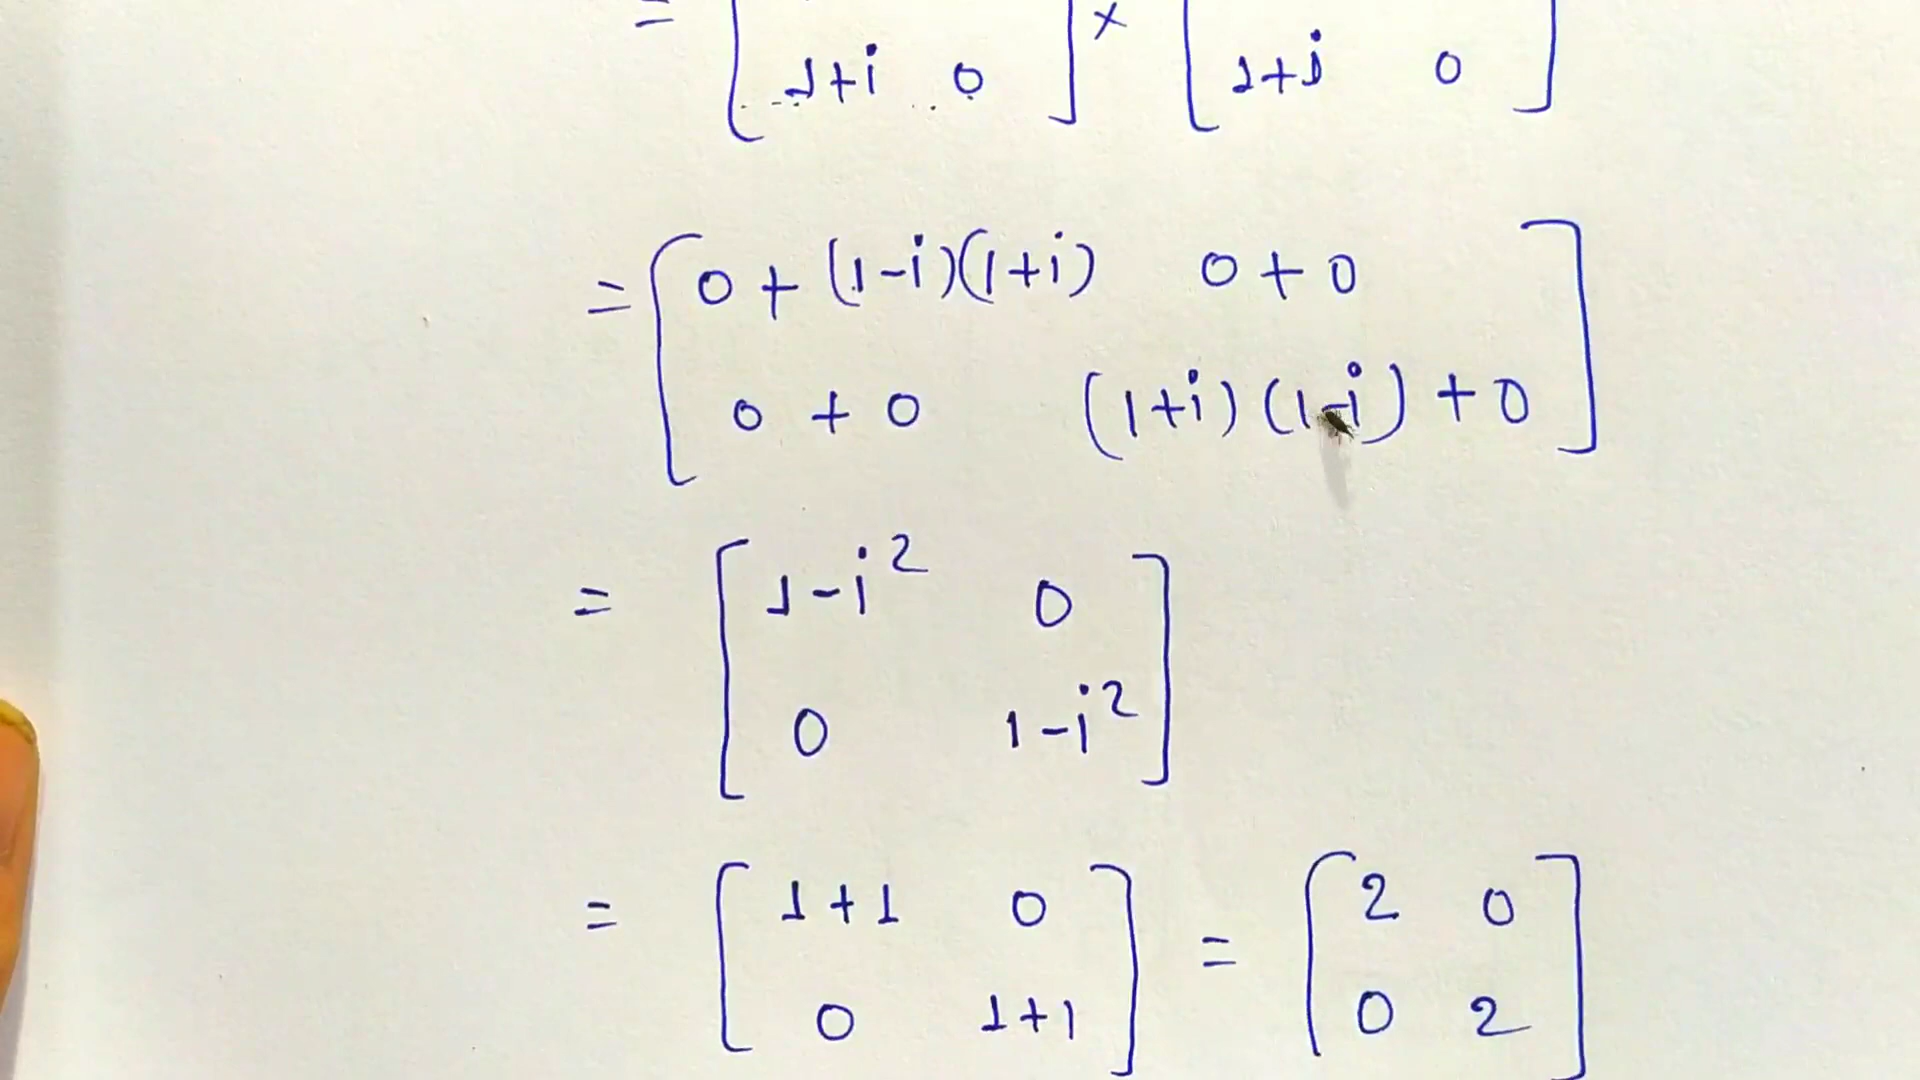 = [ 1+i 0 ] × [ 1+i 0 ]
= [ 0 + (1-i)(1+i) 0 + 0
0 + 0 (1+i) (1-i) + 0 ]
= [ 1-i² 0
0 1-i² ]
= [ 1+1 0 = [ 2 0
0 1+1 ] 0 2 ]